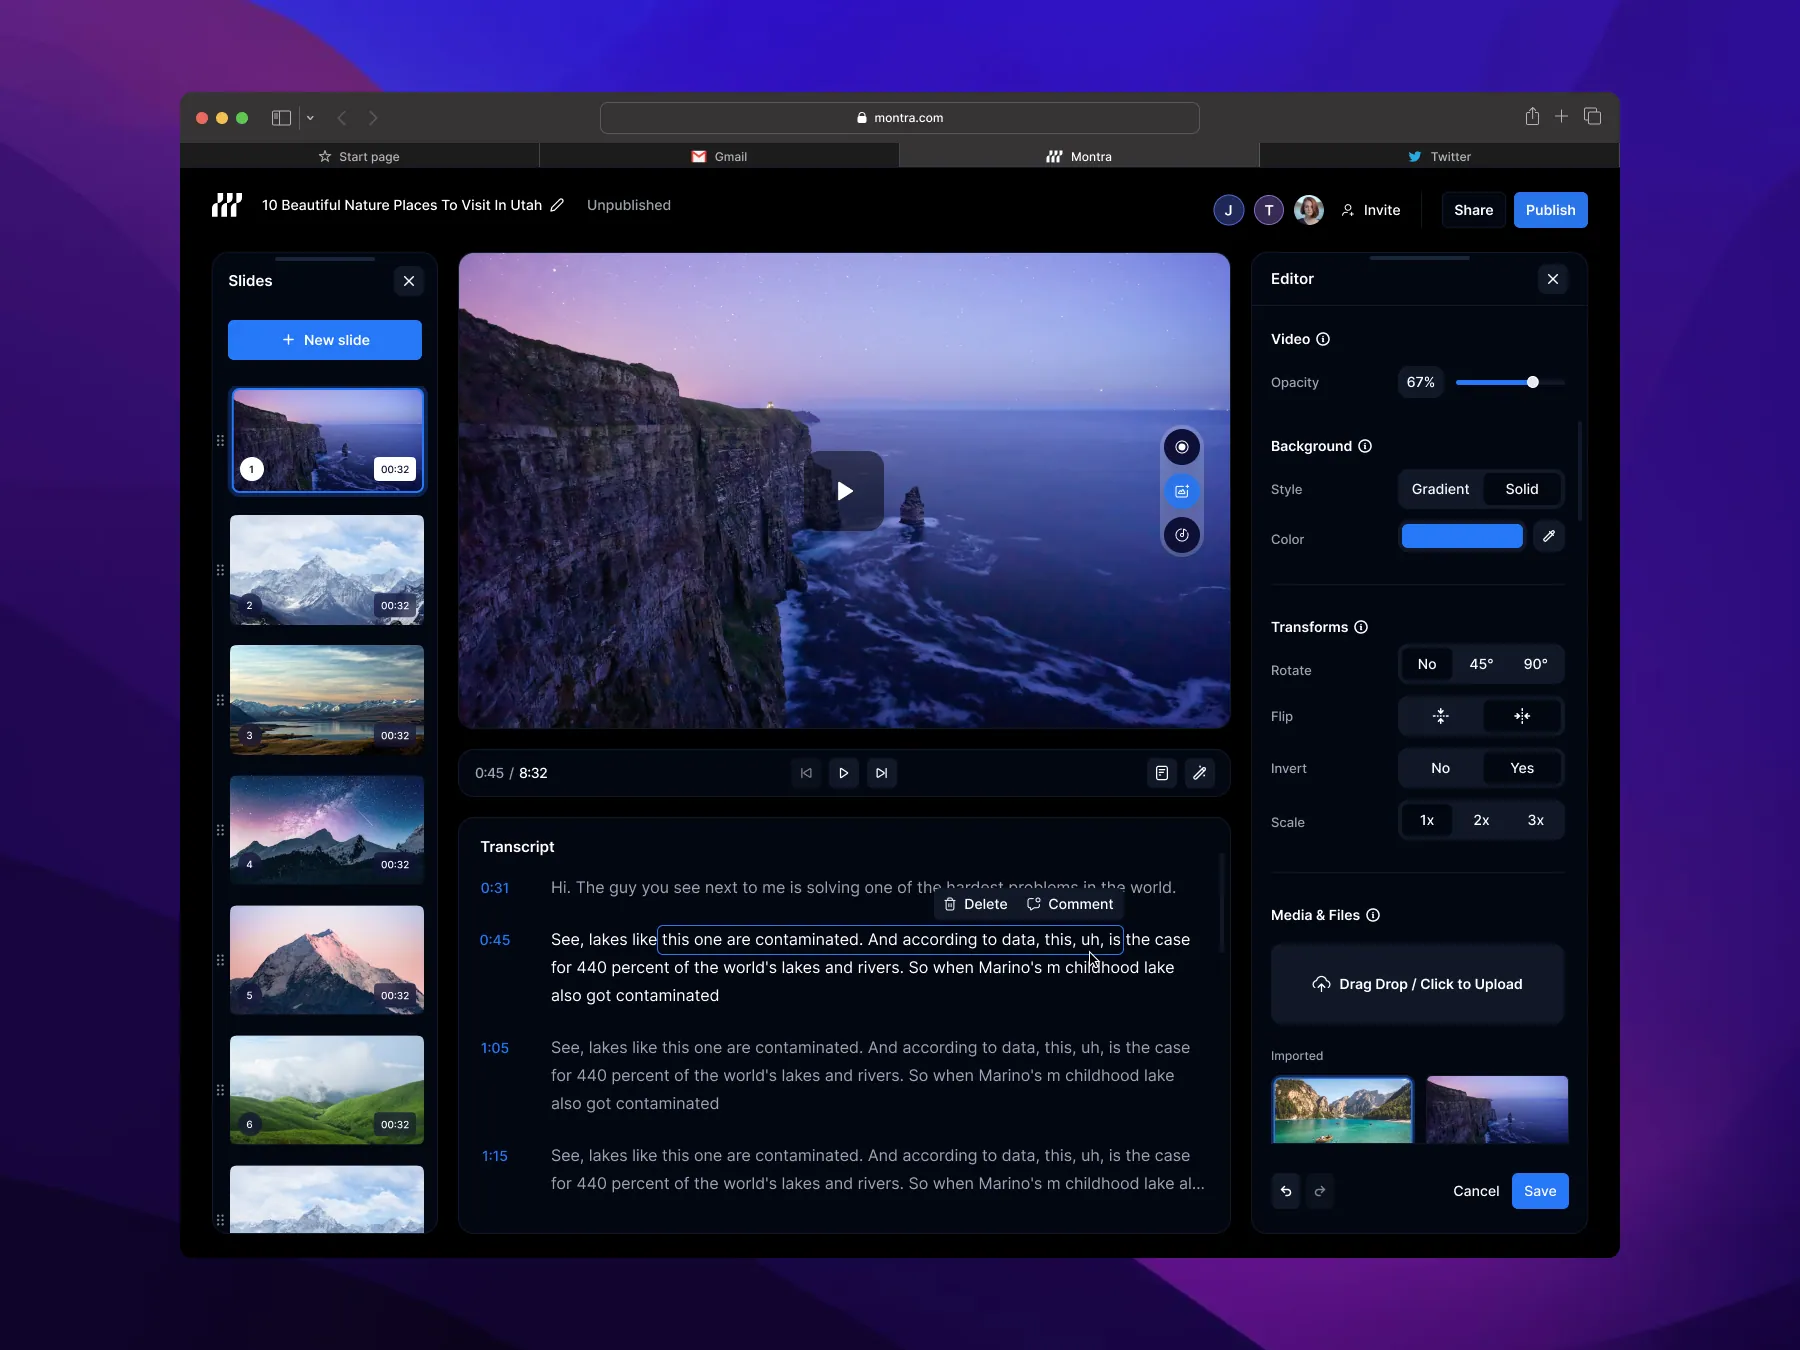 montra.com
Start page
Gmail
Montra
Twitter
10 Beautiful Nature Places To Visit In Utah
Unpublished
J
T
Invite
Share
Publish
Slides
New slide
1
00:32
2
00:32
3
00:32
4
00:32
5
00:32
6
00:32
0:45 / 8:32
Transcript
0:31
Hi. The guy you see next to me is solving one of the hardest problems in the world.
Delete
Comment
0:45
See, lakes like this one are contaminated. And according to data, this, uh, is the case
for 440 percent of the world's lakes and rivers. So when Marino's m childhood lake
also got contaminated
1:05
See, lakes like this one are contaminated. And according to data, this, uh, is the case
for 440 percent of the world's lakes and rivers. So when Marino's m childhood lake
also got contaminated
1:15
See, lakes like this one are contaminated. And according to data, this, uh, is the case
for 440 percent of the world's lakes and rivers. So when Marino's m childhood lake al...
Editor
Video
Opacity
67%
Background
Style
Gradient
Solid
Color
Transforms
Rotate
No
45°
90°
Flip
Invert
No
Yes
Scale
1x
2x
3x
Media & Files
Drag Drop / Click to Upload
Imported
Cancel
Save